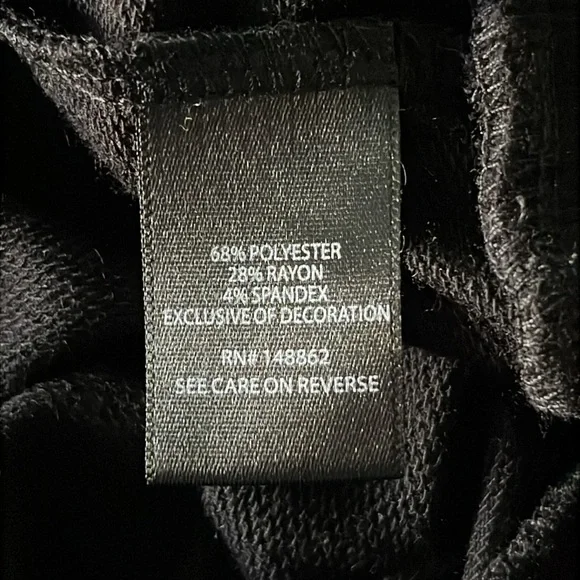 68% POLYESTER
28% RAYON
4% SPANDEX
EXCLUSIVE OF DECORATION
RN# 148862
SEE CARE ON REVERSE